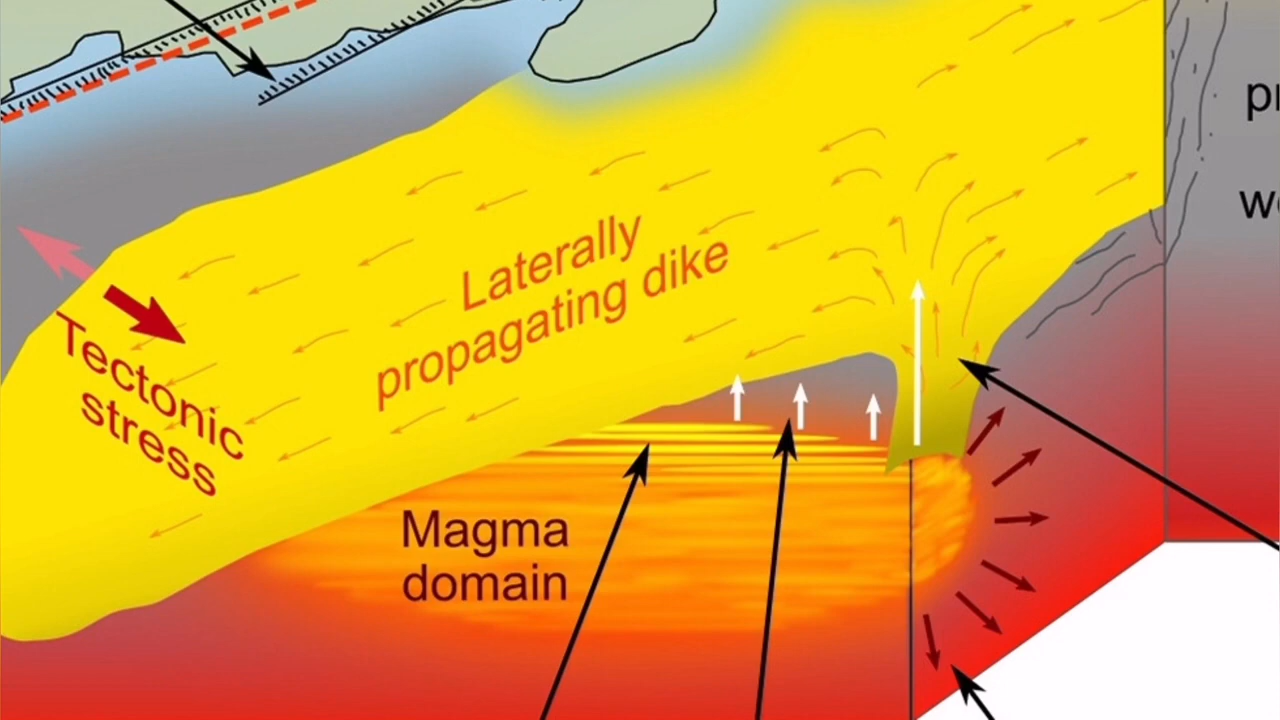 Laterally
propagating dike
Tectonic
stress
Magma
domain